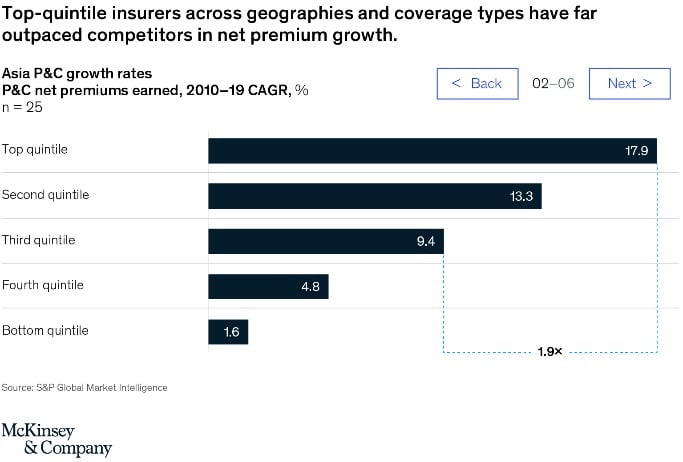 Top-quintile insurers across geographies and coverage types have far
outpaced competitors in net premium growth.
Asia P&C growth rates
P&C net premiums earned, 2010–19 CAGR, %
n = 25
< Back
02–06
Next >
Top quintile
17.9
Second quintile
13.3
Third quintile
9.4
Fourth quintile
4.8
Bottom quintile
1.6
1.9×
Source: S&P Global Market Intelligence
McKinsey
& Company